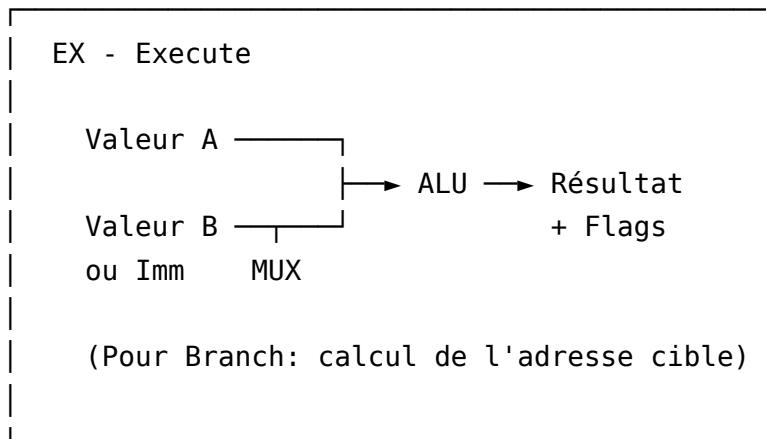 EX - Execute
Valeur A
ALU
Résultat
Valeur B
+ Flags
ou Imm
MUX
(Pour Branch: calcul de l'adresse cible)